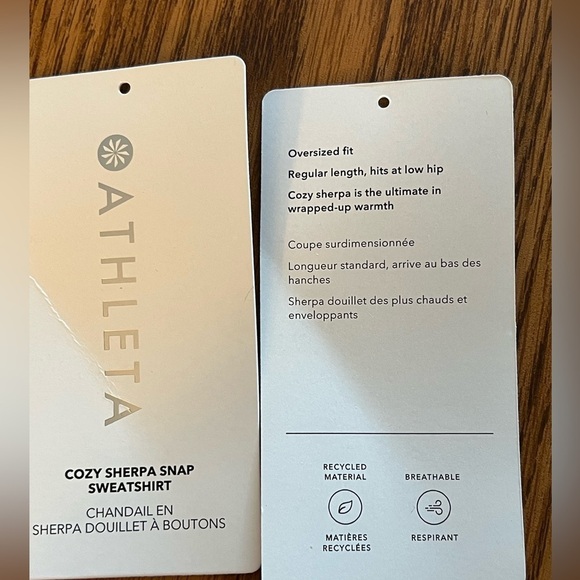 ATHLETA
COZY SHERPA SNAP
SWEATSHIRT
CHANDAIL EN
SHERPA DOUILLET À BOUTONS
Oversized fit
Regular length, hits at low hip
Cozy sherpa is the ultimate in
wrapped-up warmth
Coupe surdimensionnée
Longueur standard, arrive au bas des
hanches
Sherpa douillet des plus chauds et
enveloppants
RECYCLED
MATERIAL
MATIÈRES
RECYCLÉES
BREATHABLE
RESPIRANT